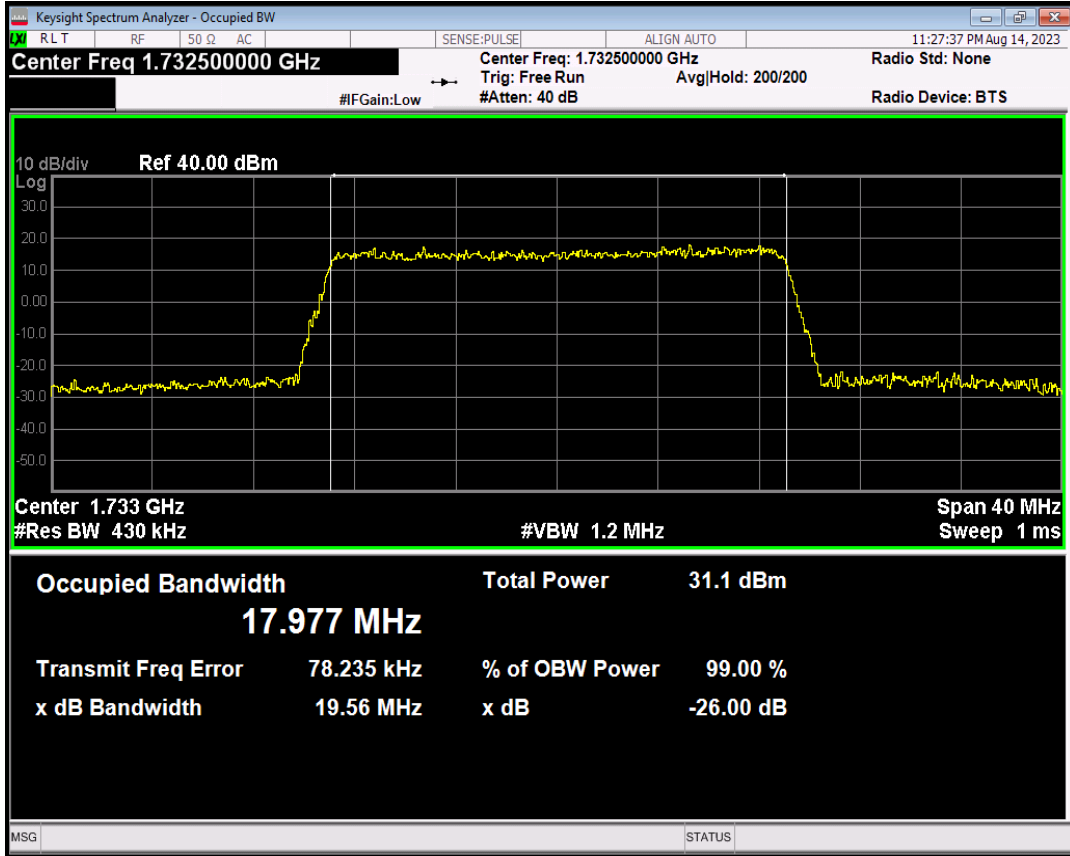 Keysight Spectrum Analyzer - Occupied BW
LXI RLT RF 50 Ω AC SENSE:PULSE ALIGN AUTO 11:27:37 PM Aug 14, 2023
Center Freq 1.732500000 GHz
Center Freq: 1.732500000 GHz Radio Std: None
Trig: Free Run Avg|Hold: 200/200
#IFGain:Low #Atten: 40 dB Radio Device: BTS
10 dB/div Ref 40.00 dBm
Log
30.0
20.0
10.0
0.00
-10.0
-20.0
-30.0
-40.0
-50.0
Center 1.733 GHz Span 40 MHz
#Res BW 430 kHz #VBW 1.2 MHz Sweep 1 ms
Occupied Bandwidth Total Power 31.1 dBm
17.977 MHz
Transmit Freq Error 78.235 kHz % of OBW Power 99.00 %
x dB Bandwidth 19.56 MHz x dB -26.00 dB
MSG STATUS